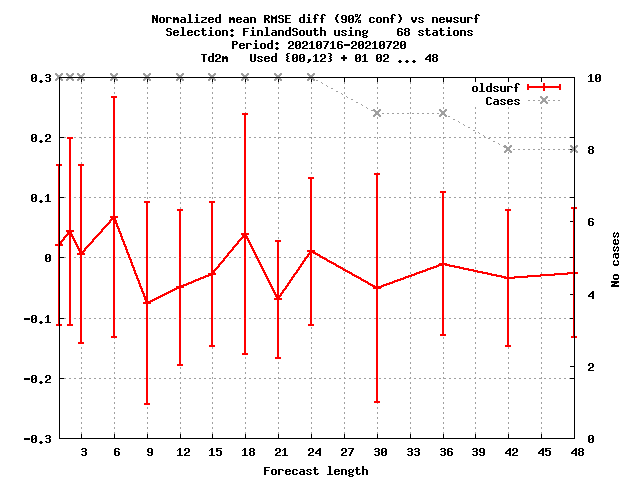 Normalized mean RMSE diff (90% conf) vs newsurf
Selection: FinlandSouth using    68 stations
Period: 20210716-20210720
Td2m   Used {00,12} + 01 02 ... 48
oldsurf
Cases
0,3
0,2
0,1
0
-0,1
-0,2
-0,3
10
8
6
4
2
0
No cases
3 6 9 12 15 18 21 24 27 30 33 36 39 42 45 48
Forecast length